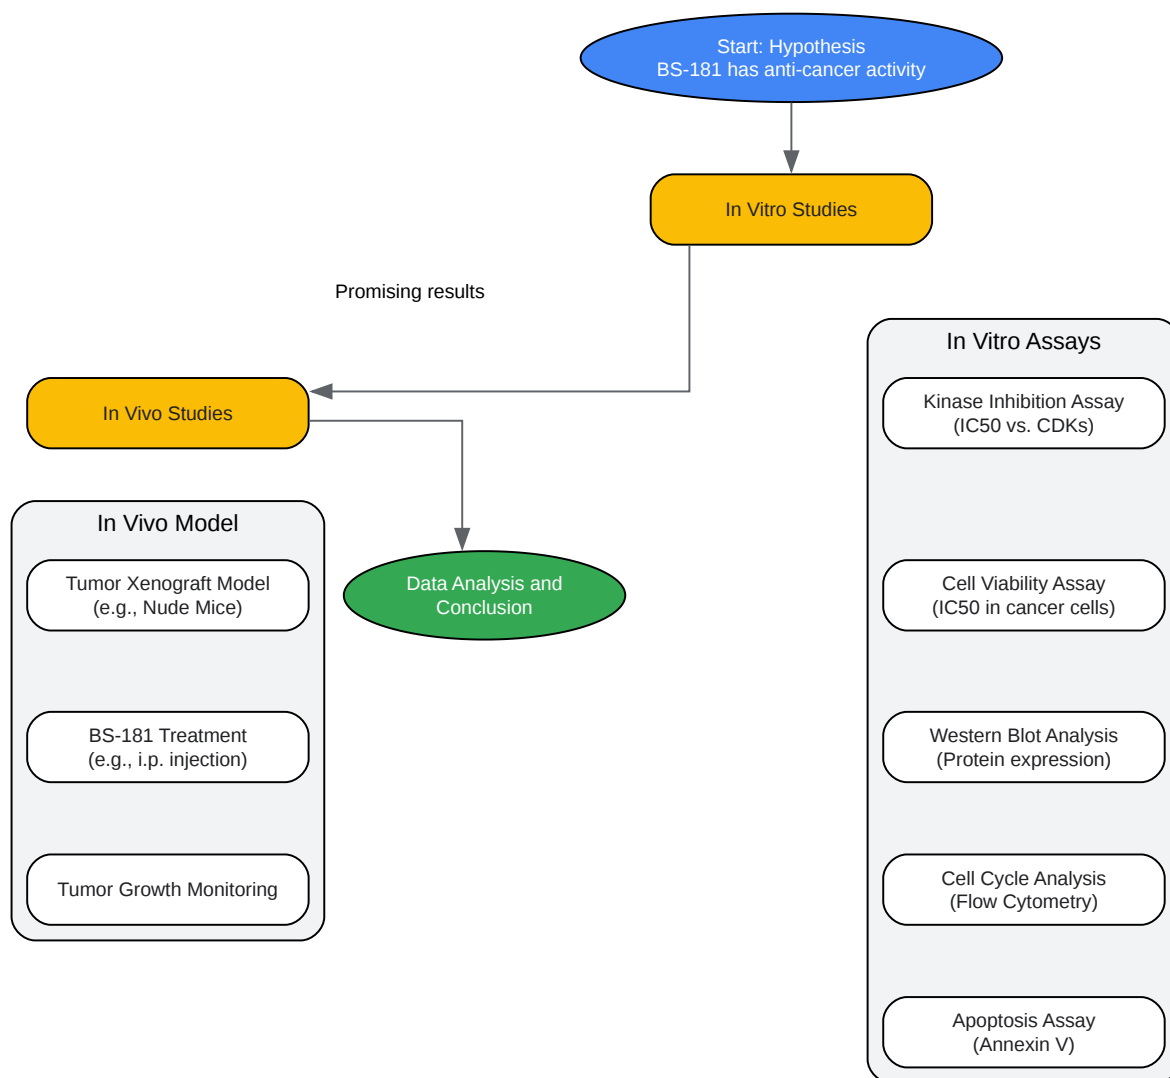 Start: Hypothesis
BS-181 has anti-cancer activity
In Vitro Studies
Promising results
In Vivo Studies
In Vivo Model
Tumor Xenograft Model
(e.g., Nude Mice)
BS-181 Treatment
(e.g., i.p. injection)
Tumor Growth Monitoring
Data Analysis and
Conclusion
In Vitro Assays
Kinase Inhibition Assay
(IC50 vs. CDKs)
Cell Viability Assay
(IC50 in cancer cells)
Western Blot Analysis
(Protein expression)
Cell Cycle Analysis
(Flow Cytometry)
Apoptosis Assay
(Annexin V)